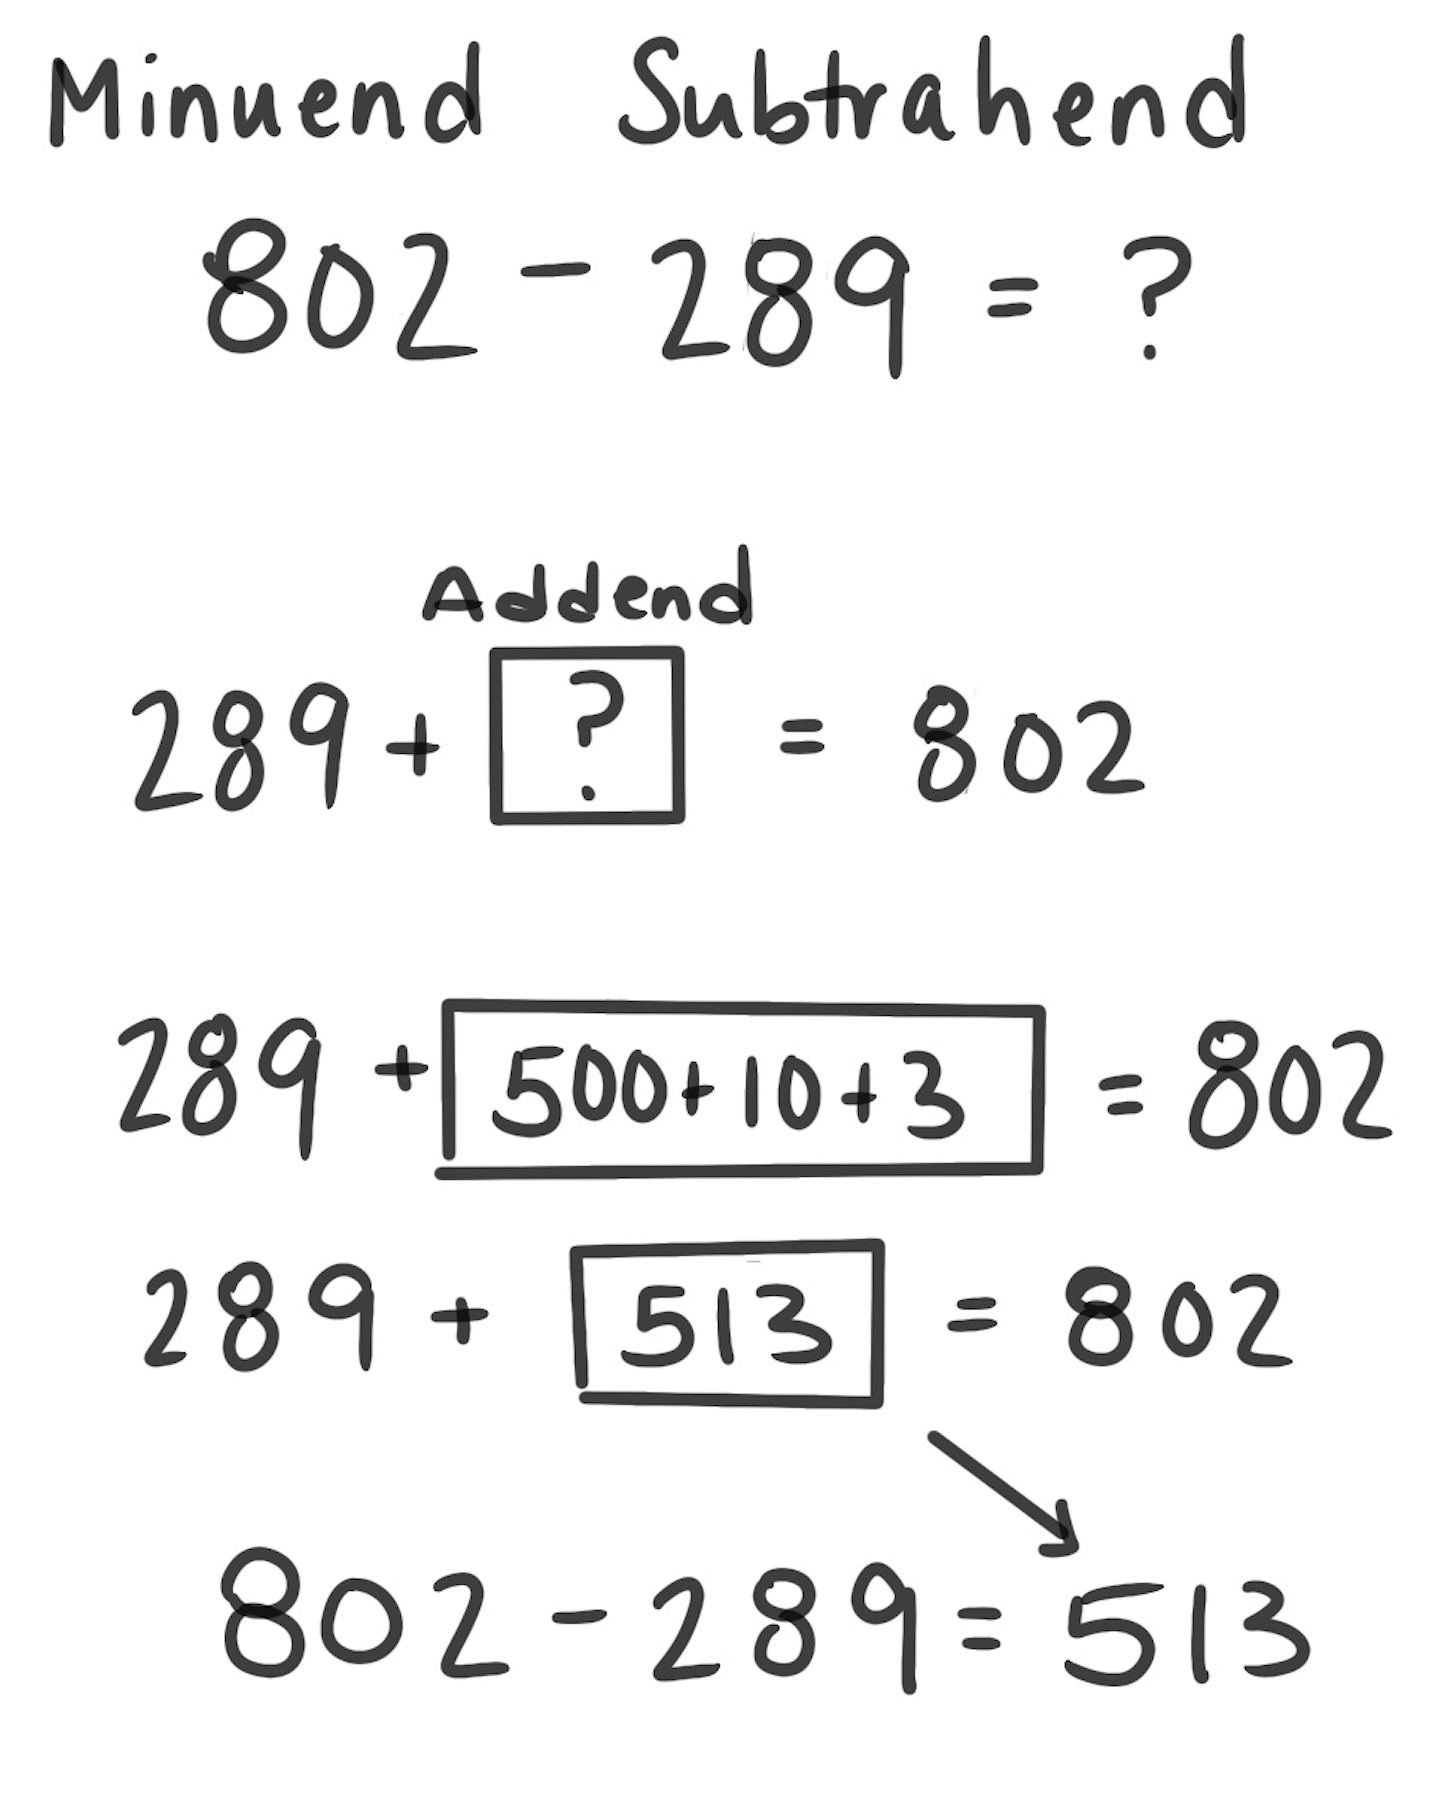 Minuend Subtrahend
802 - 289 = ?
Addend
289 + ? = 802
289 + 500+10+3 = 802
289 + 513 = 802
802 - 289 = 513